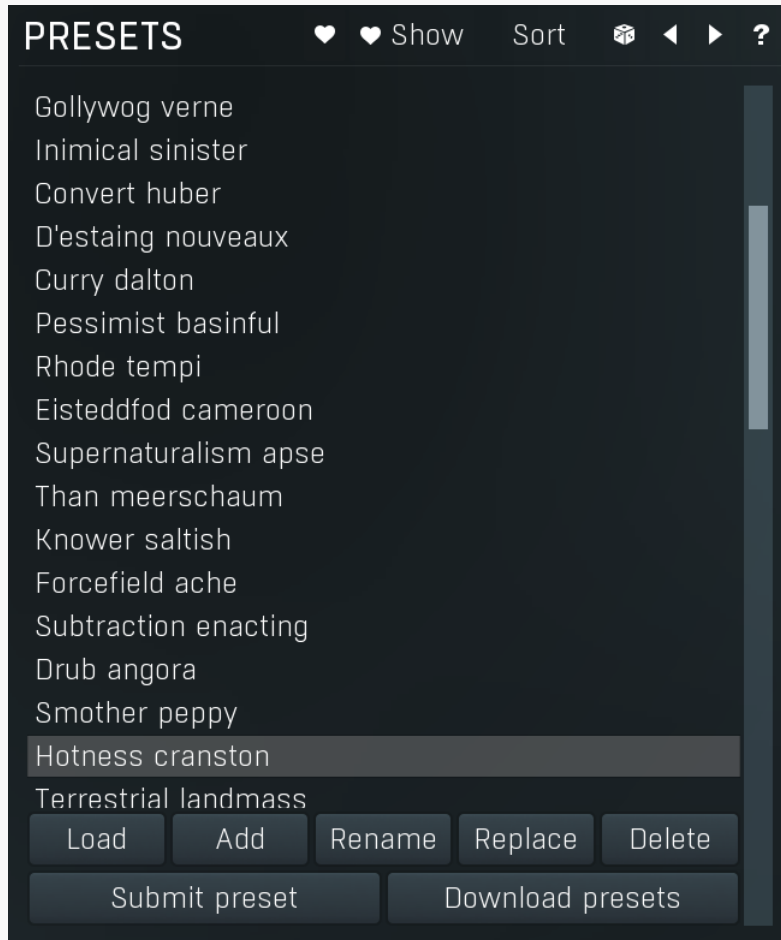 PRESETS Show Sort ?
Gollywog verne
Inimical sinister
Convert huber
D'estaing nouveaux
Curry dalton
Pessimist basinful
Rhode tempi
Eisteddfod cameroon
Supernaturalism apse
Than meerschaum
Knower saltish
Forcefield ache
Subtraction enacting
Drub angora
Smother peppy
Hotness cranston
Terrestrial landmass
Load Add Rename Replace Delete
Submit preset Download presets